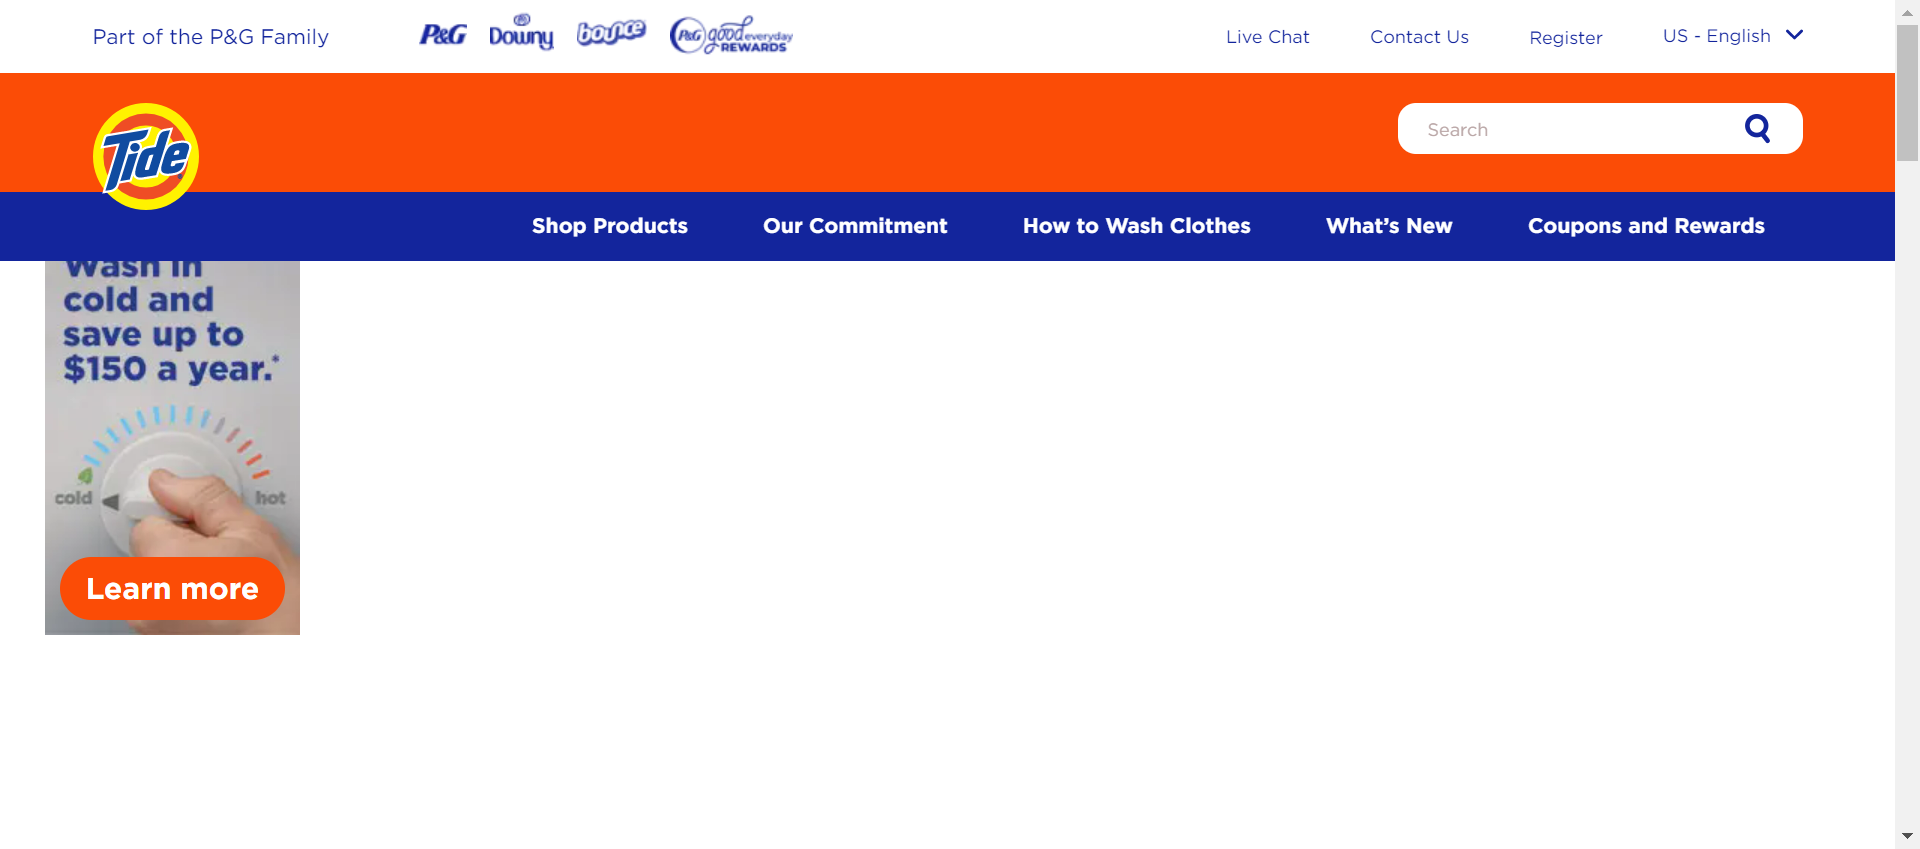 Part of the P&G Family
P&G
Downy
bounce
P&G good everyday
REWARDS
Live Chat
Contact Us
Register
US - English
Tide
Search
Shop Products
Our Commitment
How to Wash Clothes
What's New
Coupons and Rewards
Wash in
cold and
save up to
$150 a year.*
cold
hot
Learn more